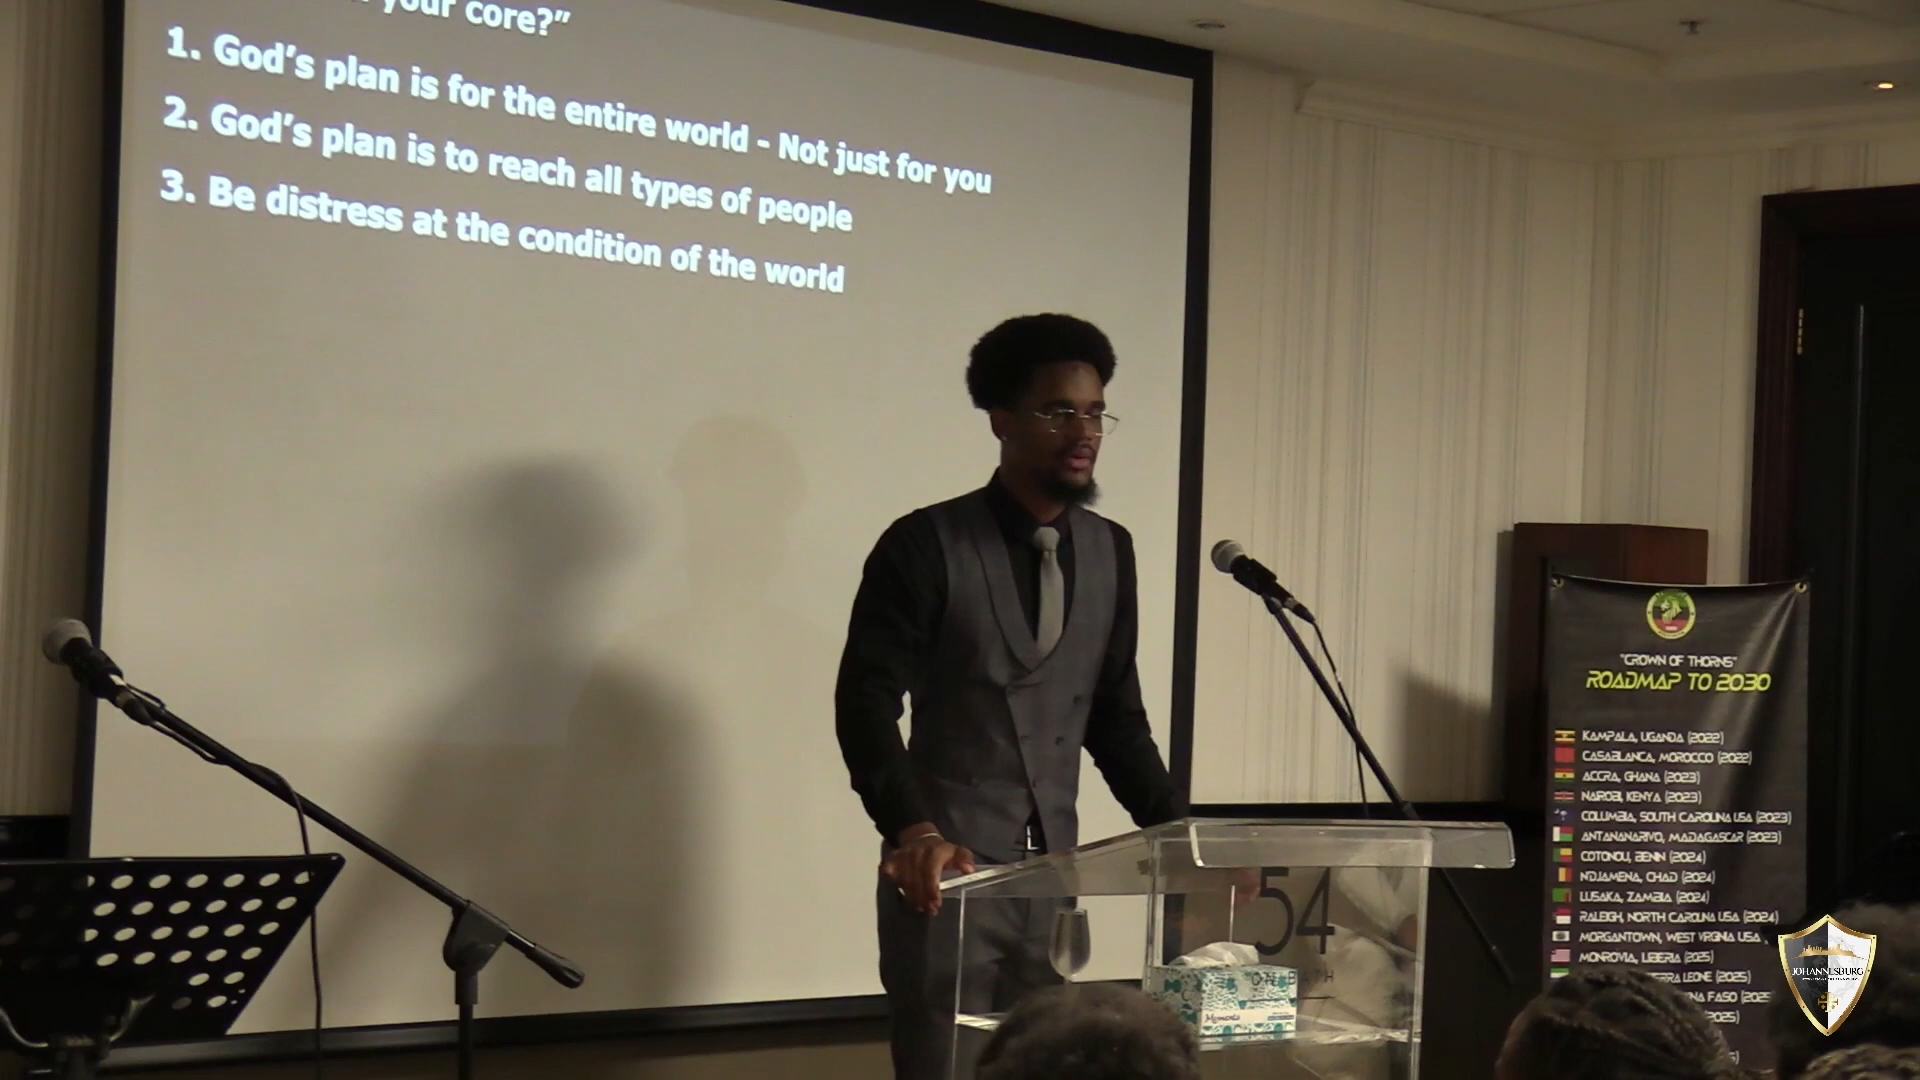 your core?”
1. God’s plan is for the entire world - Not just for you
2. God’s plan is to reach all types of people
3. Be distress at the condition of the world
"CROWN OF THORNS"
ROADMAP TO 2030
KAMPALA, UGANDA (2022)
CASABLANCA, MOROCCO (2022)
ACCRA, GHANA (2023)
NAIROBI, KENYA (2023)
COLUMBIA, SOUTH CAROLINA USA (2023)
ANTANANARIVO, MADAGASCAR (2023)
COTONOU, BENIN (2024)
NDJAMENA, CHAD (2024)
LUSAKA, ZAMBIA (2024)
RALEIGH, NORTH CAROLINA USA (2024)
MORGANTOWN, WEST VIRGINIA USA
MONROVIA, LIBERIA (2025)
LEONE (2025)
FASO (2025
2025)
54
Moments
JOHANNESBURG